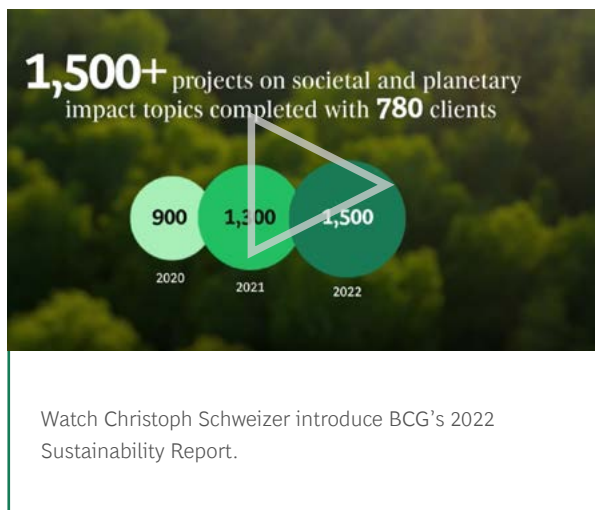 1,500+ projects on societal and planetary
impact topics completed with 780 clients
900
1,300
1,500
2020
2021
2022
Watch Christoph Schweizer introduce BCG’s 2022
Sustainability Report.